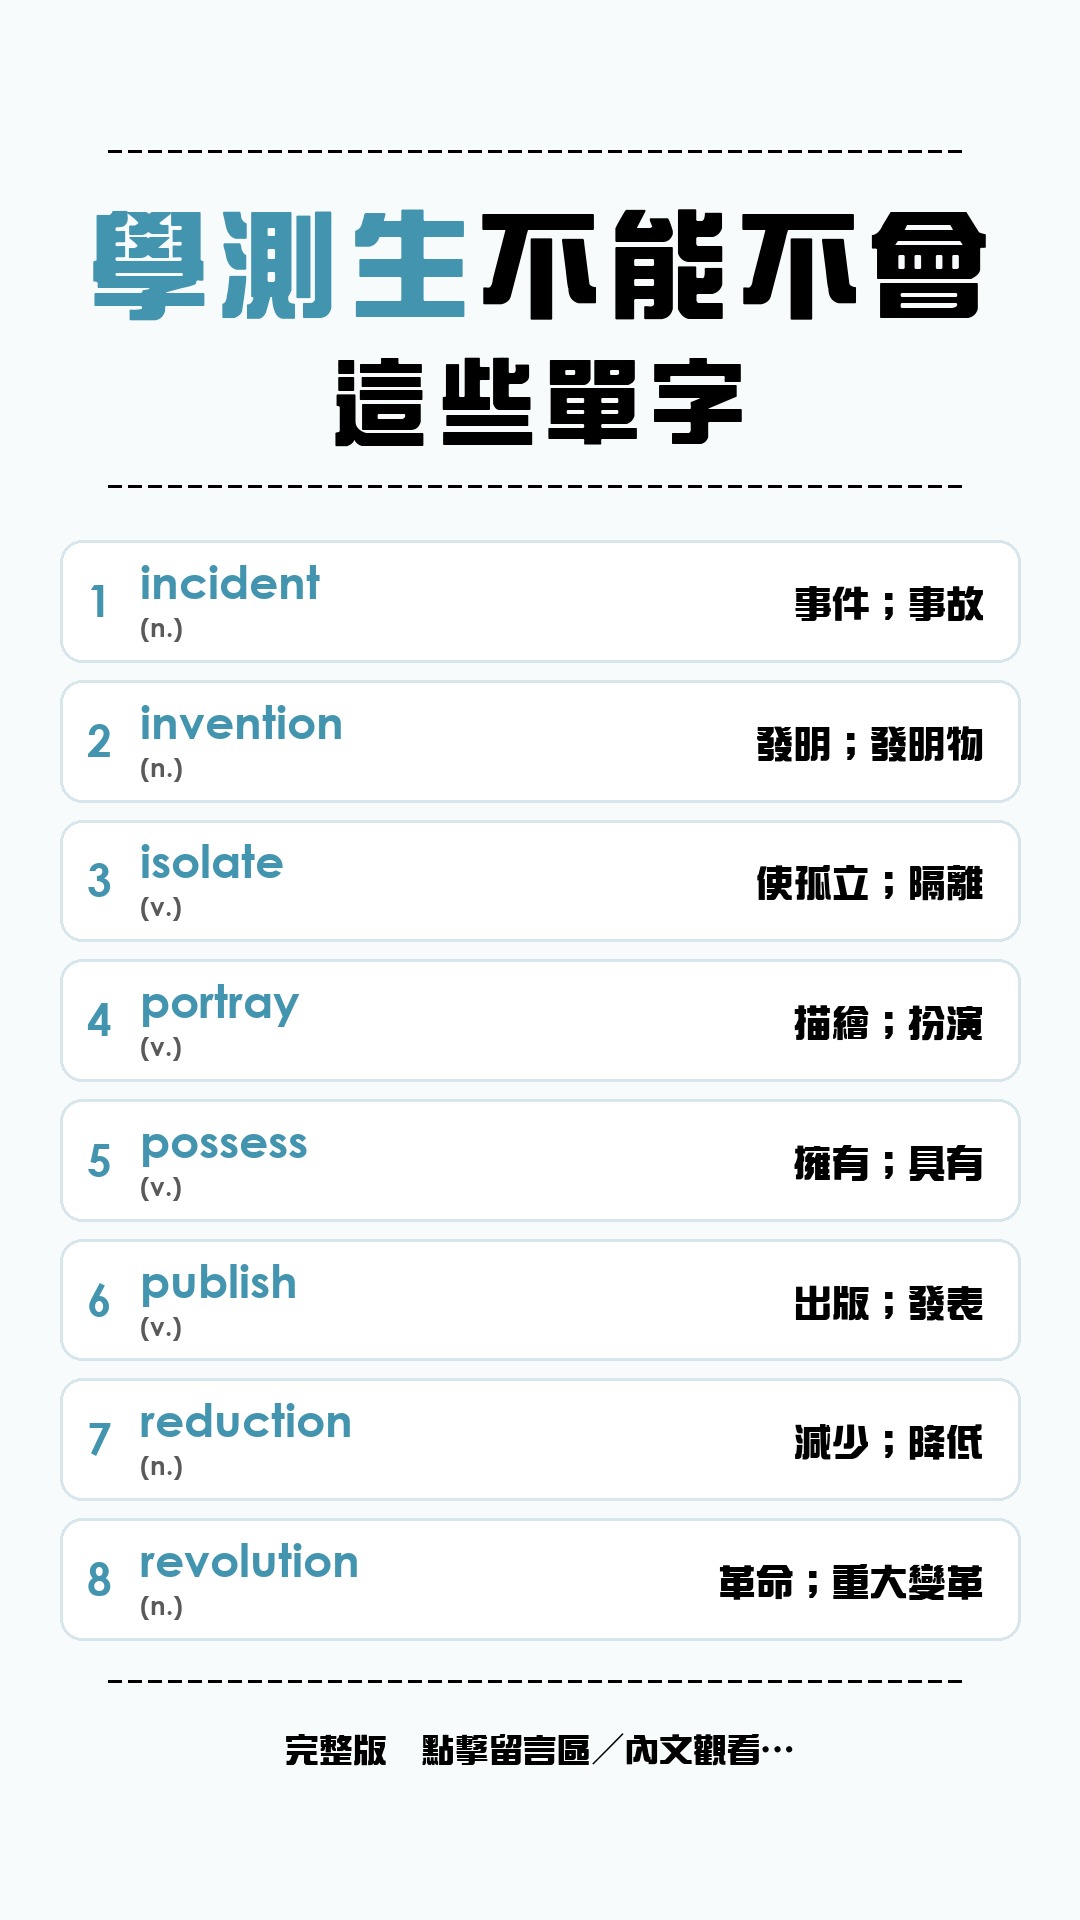 學測生不能不會
這些單字
1 incident 事件；事故
(n.)
2 invention 發明；發明物
(n.)
3 isolate 使孤立；隔離
(v.)
4 portray 描繪；扮演
(v.)
5 possess 擁有；具有
(v.)
6 publish 出版；發表
(v.)
7 reduction 減少；降低
(n.)
8 revolution 革命；重大變革
(n.)
完整版　點擊留言區／內文觀看…